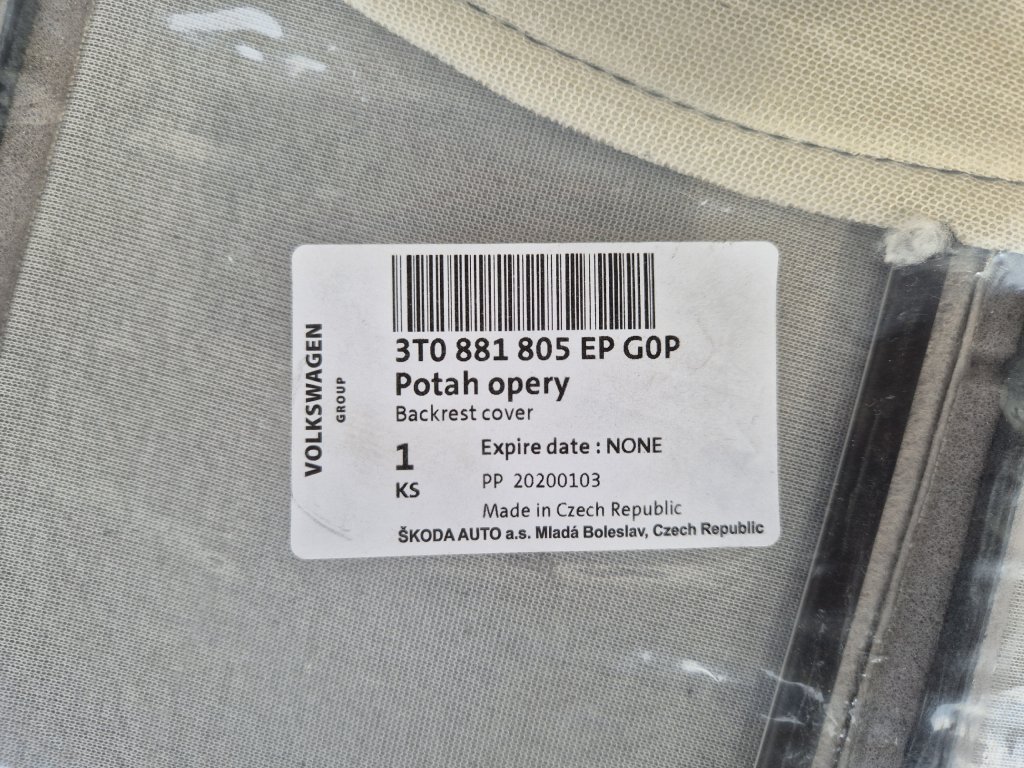 VOLKSWAGEN
GROUP
3T0 881 805 EP G0P
Potah opery
Backrest cover
1
KS
Expire date : NONE
PP 20200103
Made in Czech Republic
ŠKODA AUTO a.s. Mladá Boleslav, Czech Republic